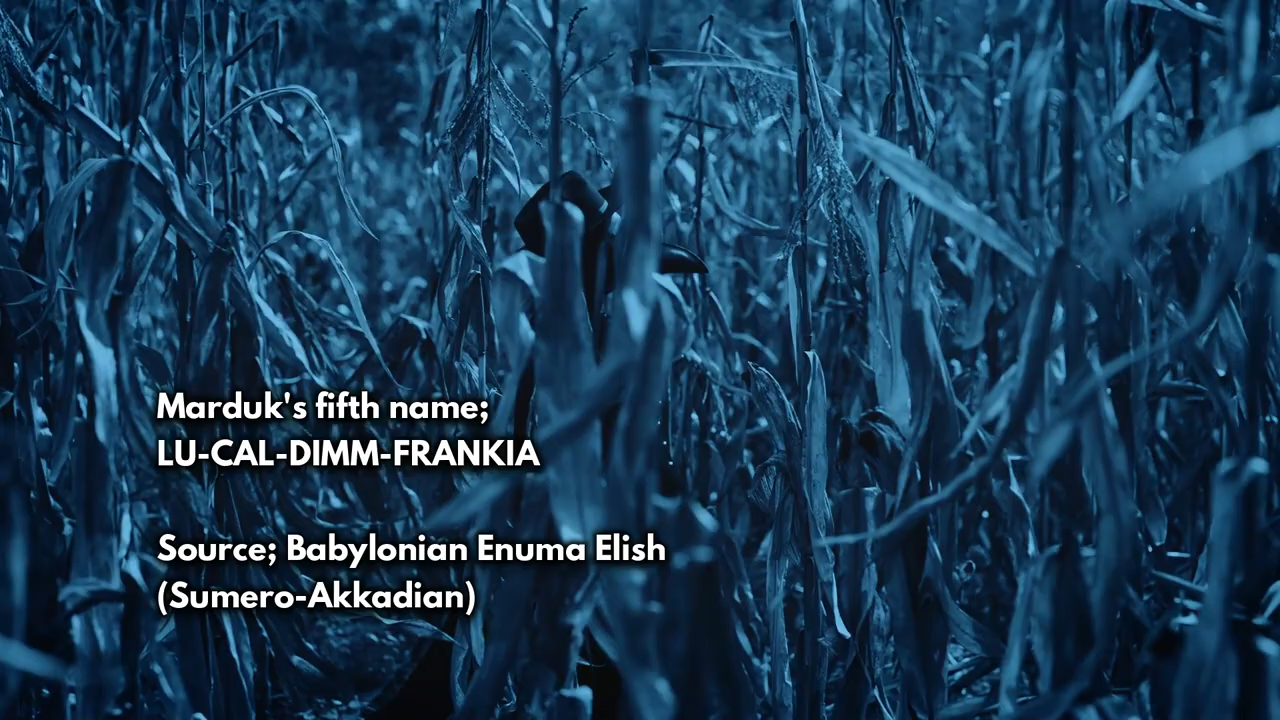 Marduk's fifth name;
LU-CAL-DIMM-FRANKIA
Source; Babylonian Enuma Elish
(Sumero-Akkadian)